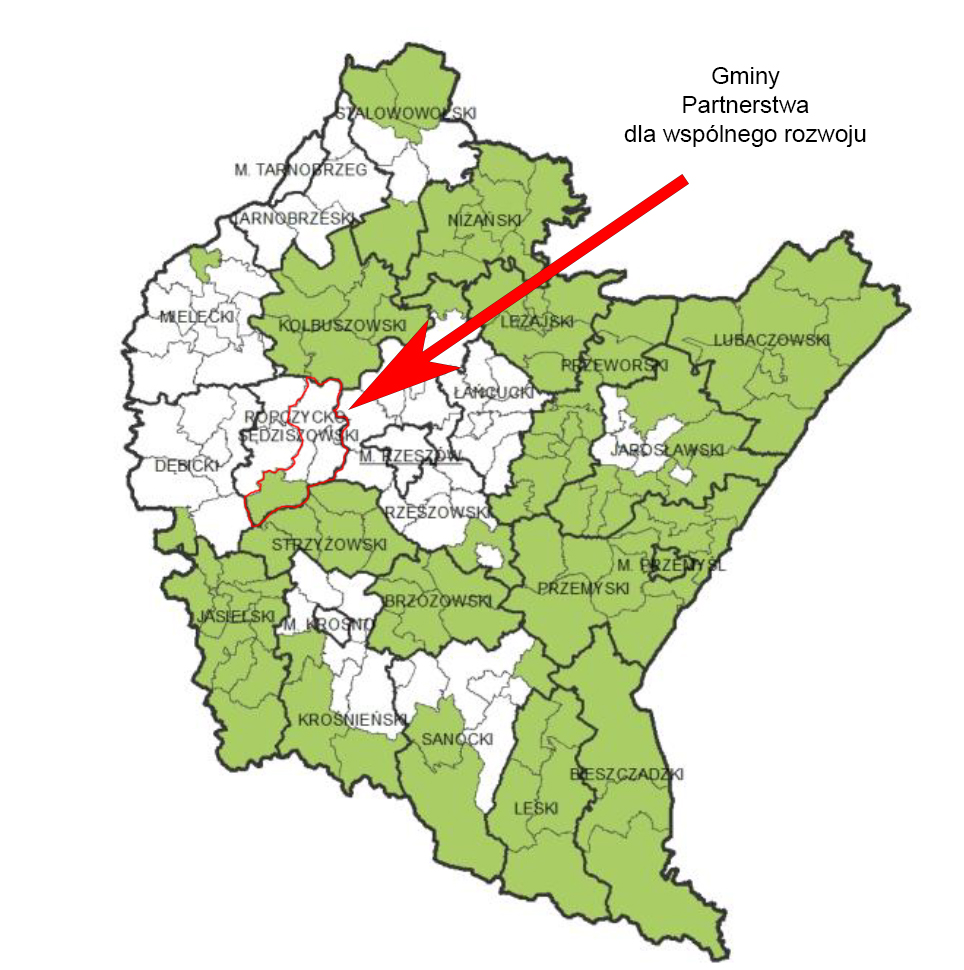 Gminy
Partnerstwa
dla wspólnego rozwoju
STALOWOWOLSKI
M. TARNOBRZEG
TARNOBRZESKI
NIŻAŃSKI
MIELECKI
KOLBUSZOWSKI
LEŻAJSKI
LUBACZOWSKI
PRZEWORSKI
ŁAŃCUCKI
ROPCZYCKO
SĘDZISZOWSKI
JAROSŁAWSKI
M. RZESZÓW
DĘBICKI
RZESZOWSKI
STRZYŻOWSKI
M. PRZEMYŚL
PRZEMYSKI
BRZOZOWSKI
JASIELSKI
M. KROSNO
KROŚNIEŃSKI
SANOCKI
BIESZCZADZKI
LESKI